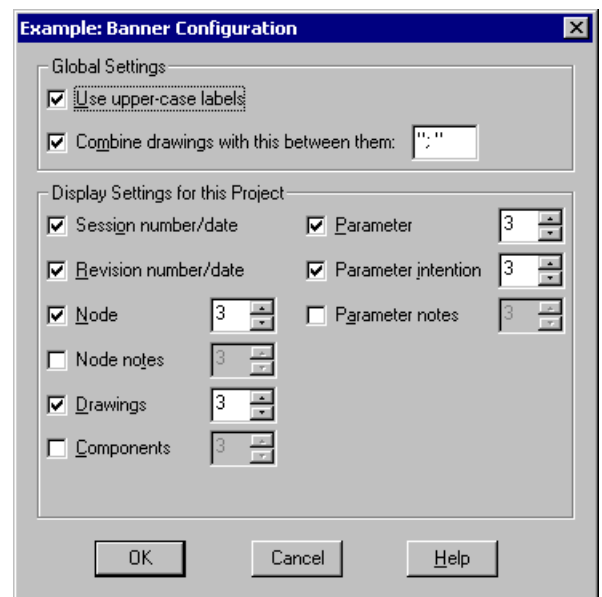 Example: Banner Configuration
Global Settings
Use upper-case labels
Combine drawings with this between them: ";"
Display Settings for this Project
Session number/date
Parameter 3
Revision number/date
Parameter intention 3
Node 3
Parameter notes 3
Node notes 3
Drawings 3
Components 3
OK Cancel Help